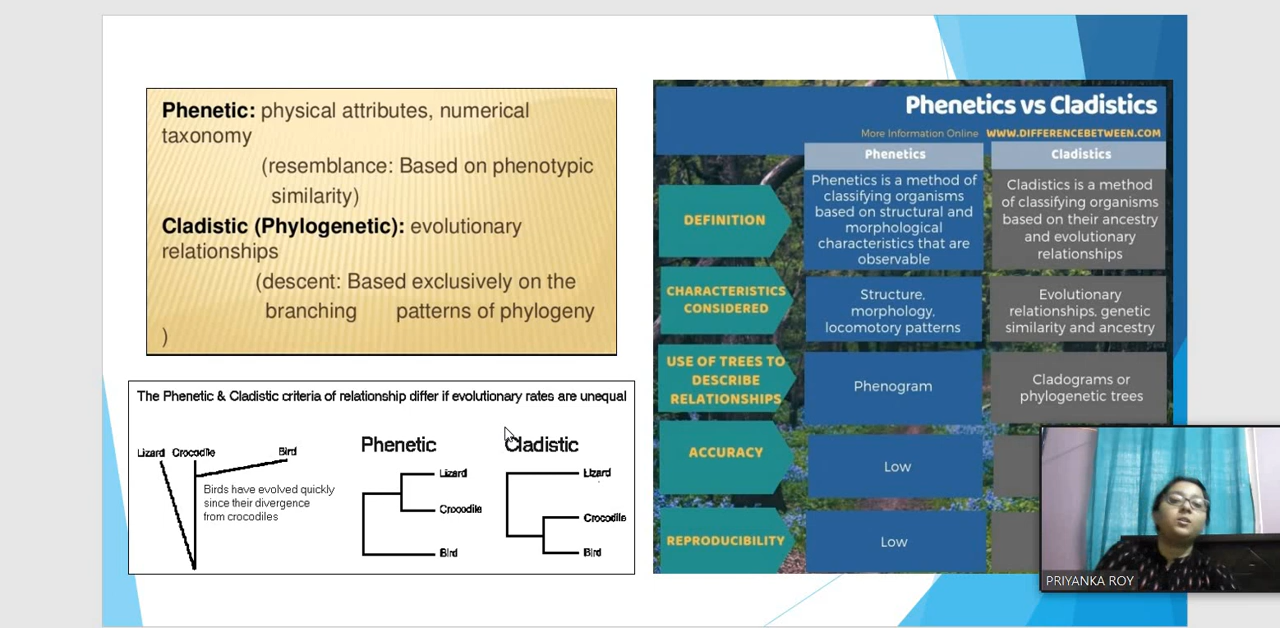 Phenetic: physical attributes, numerical
taxonomy
(resemblance: Based on phenotypic
similarity)
Cladistic (Phylogenetic): evolutionary
relationships
(descent: Based exclusively on the
branching patterns of phylogeny
)
The Phenetic & Cladistic criteria of relationship differ if evolutionary rates are unequal
Lizard Crocodile Bird
Birds have evolved quickly
since their divergence
from crocodiles
Phenetic
Lizard
Crocodile
Bird
Cladistic
Lizard
Crocodile
Bird
Phenetics vs Cladistics
More Information Online WWW.DIFFERENCEBETWEEN.COM
Phenetics
Cladistics
DEFINITION
Phenetics is a method of
classifying organisms
based on structural and
morphological
characteristics that are
observable
Cladistics is a method
of classifying organisms
based on their ancestry
and evolutionary
relationships
CHARACTERISTICS
CONSIDERED
Structure,
morphology,
locomotory patterns
Evolutionary
relationships, genetic
similarity and ancestry
USE OF TREES TO
DESCRIBE
RELATIONSHIPS
Phenogram
Cladograms or
phylogenetic trees
ACCURACY
Low
REPRODUCIBILITY
Low
PRIYANKA ROY